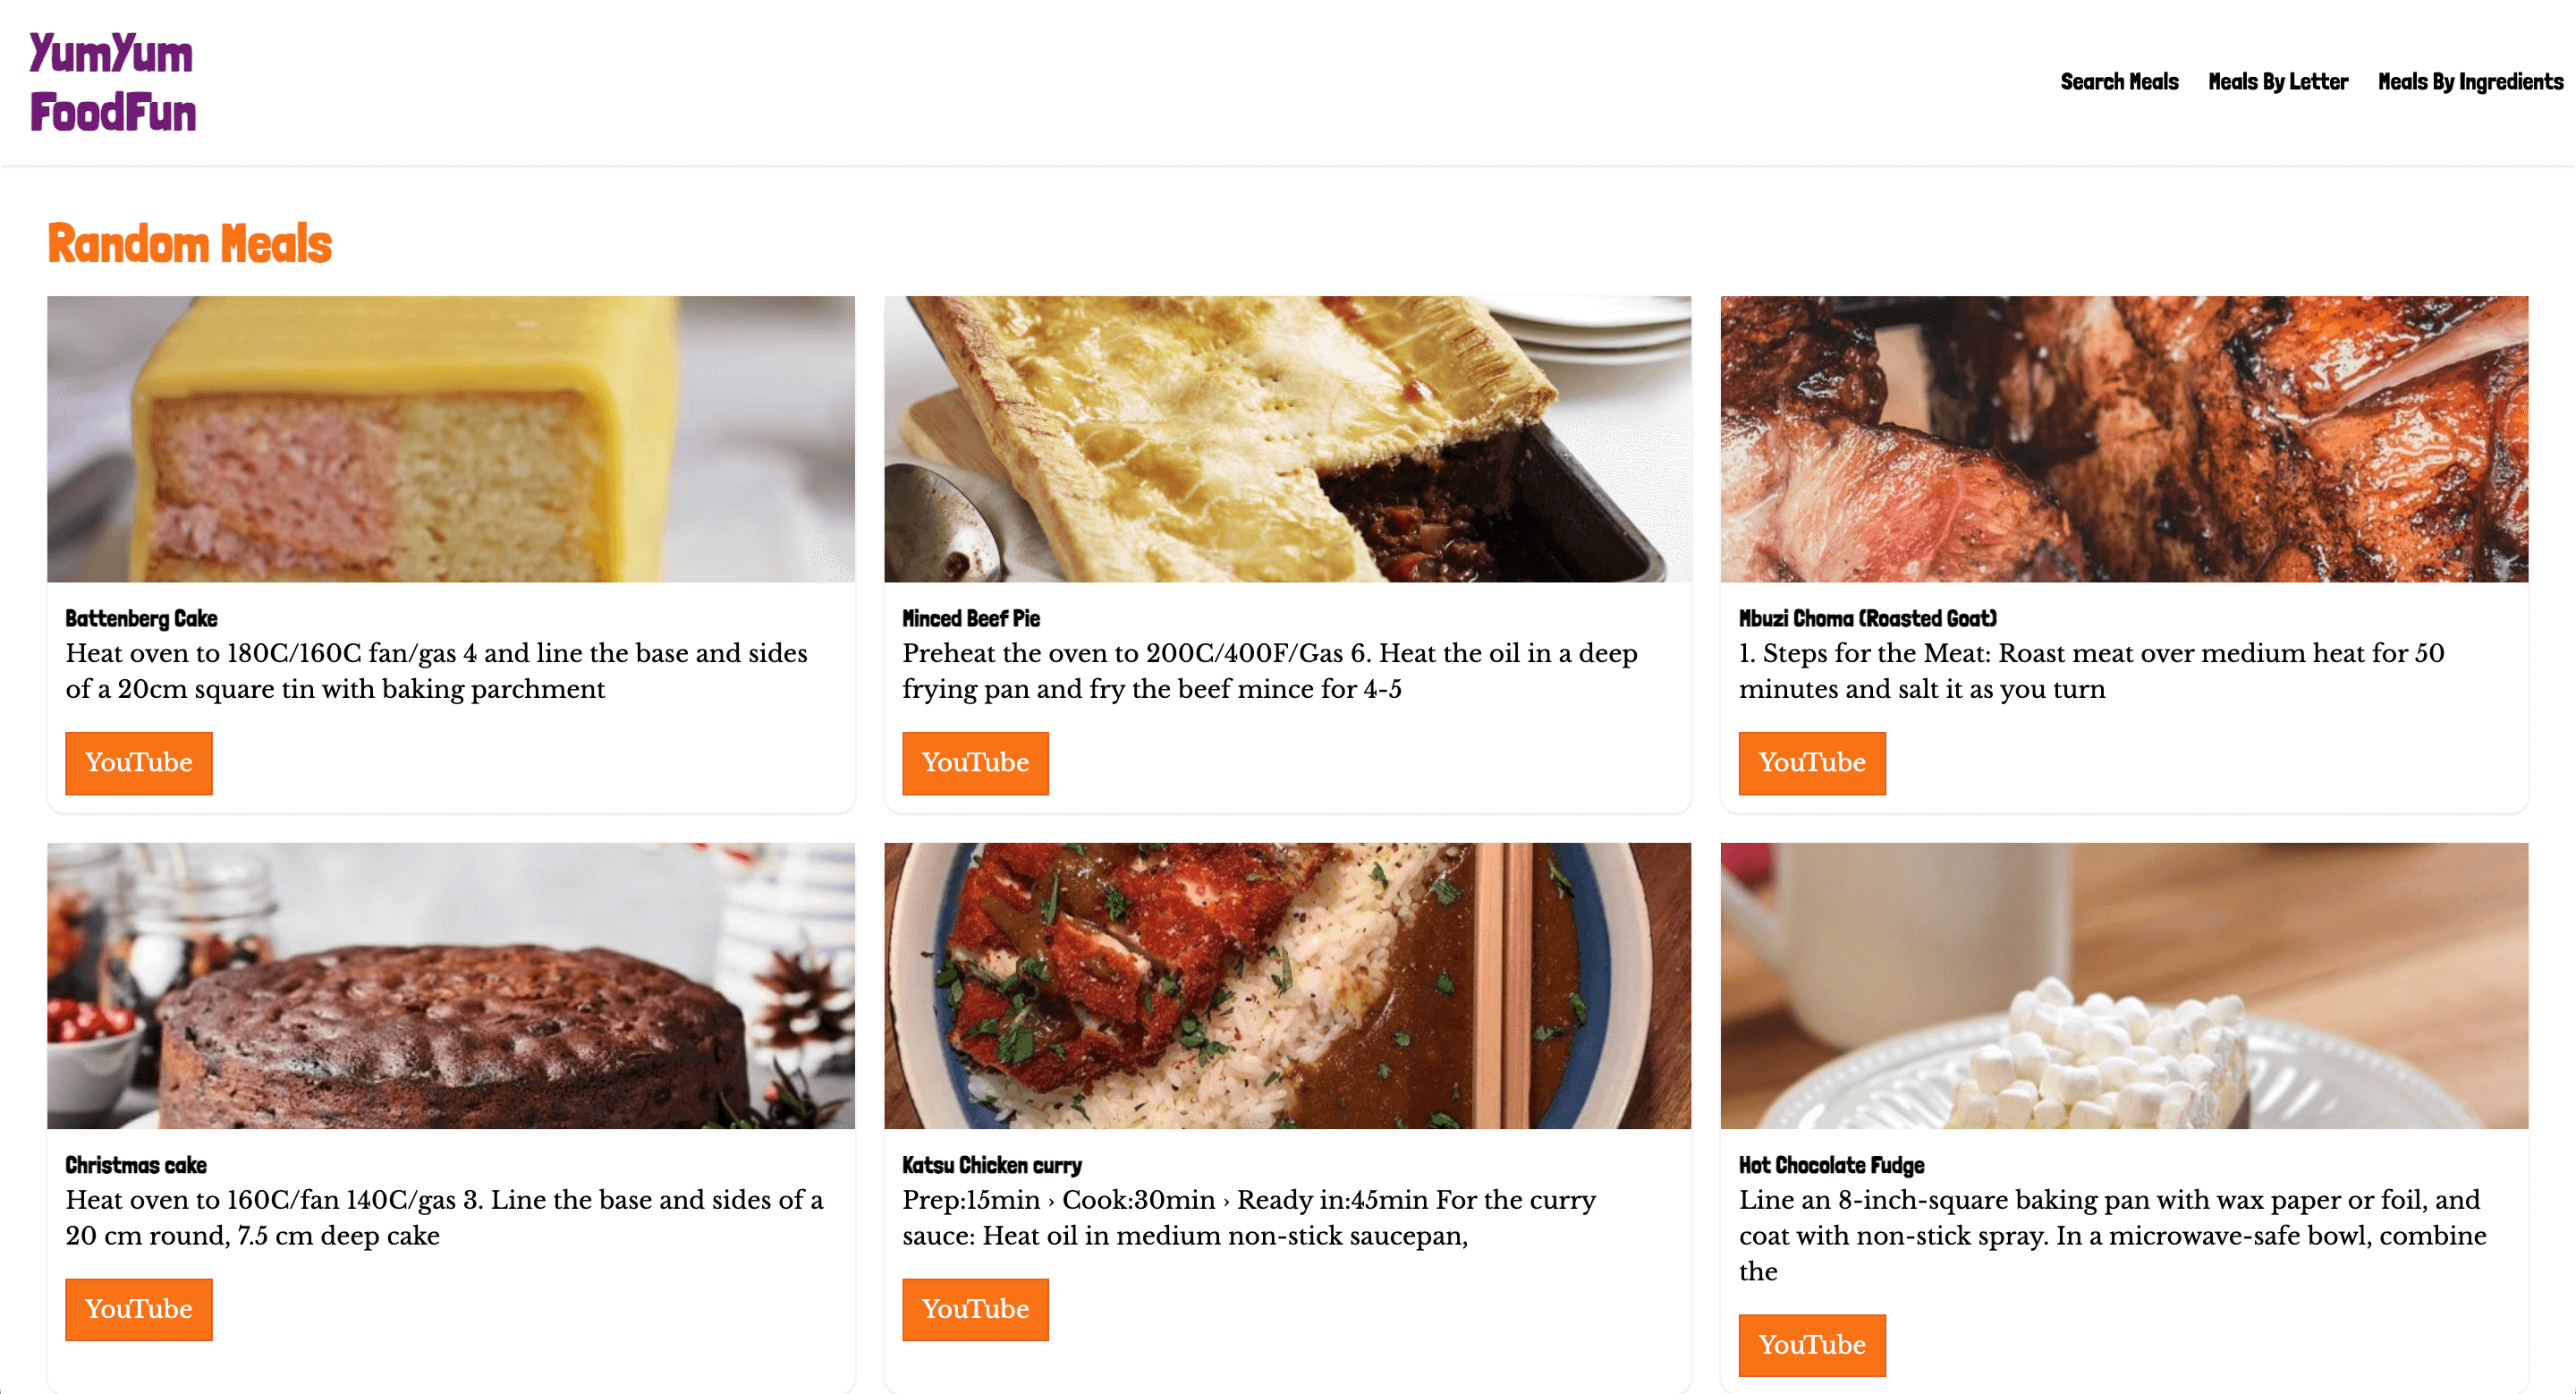 YumYum
FoodFun
Search Meals
Meals By Letter
Meals By Ingredients
Random Meals
Battenberg Cake
Heat oven to 180C/160C fan/gas 4 and line the base and sides
of a 20cm square tin with baking parchment
YouTube
Minced Beef Pie
Preheat the oven to 200C/400F/Gas 6. Heat the oil in a deep
frying pan and fry the beef mince for 4-5
YouTube
Mbuzi Choma (Roasted Goat)
1. Steps for the Meat: Roast meat over medium heat for 50
minutes and salt it as you turn
YouTube
Christmas cake
Heat oven to 160C/fan 140C/gas 3. Line the base and sides of a
20 cm round, 7.5 cm deep cake
YouTube
Katsu Chicken curry
Prep:15min › Cook:30min › Ready in:45min For the curry
sauce: Heat oil in medium non-stick saucepan,
YouTube
Hot Chocolate Fudge
Line an 8-inch-square baking pan with wax paper or foil, and
coat with non-stick spray. In a microwave-safe bowl, combine
the
YouTube